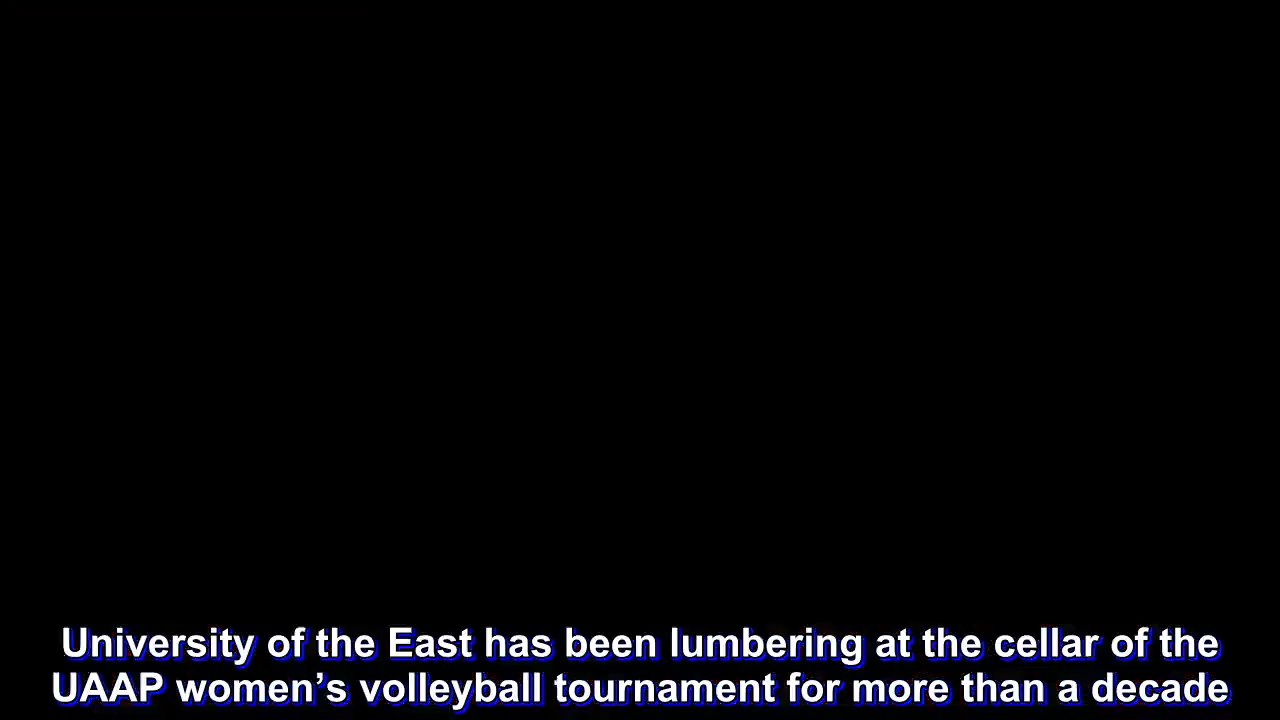 University of the East has been lumbering at the cellar of the
UAAP women’s volleyball tournament for more than a decade